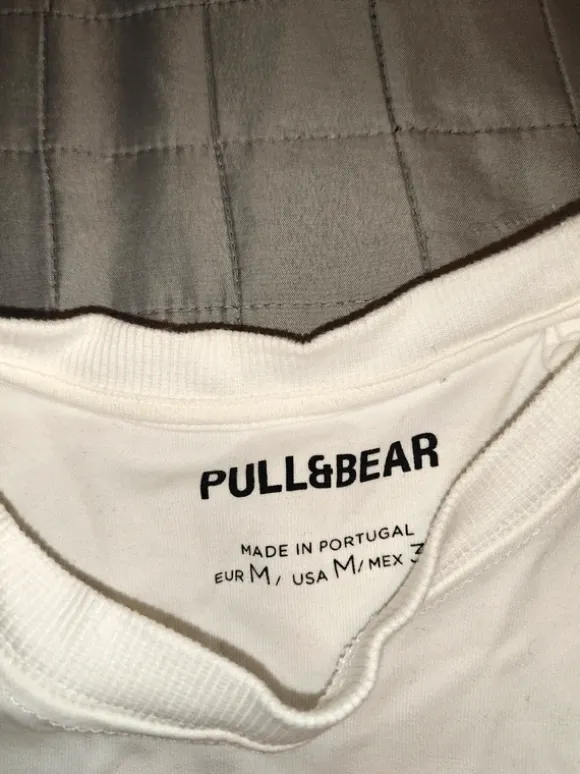 PULL&BEAR
MADE IN PORTUGAL
EUR M/ USA M/ MEX